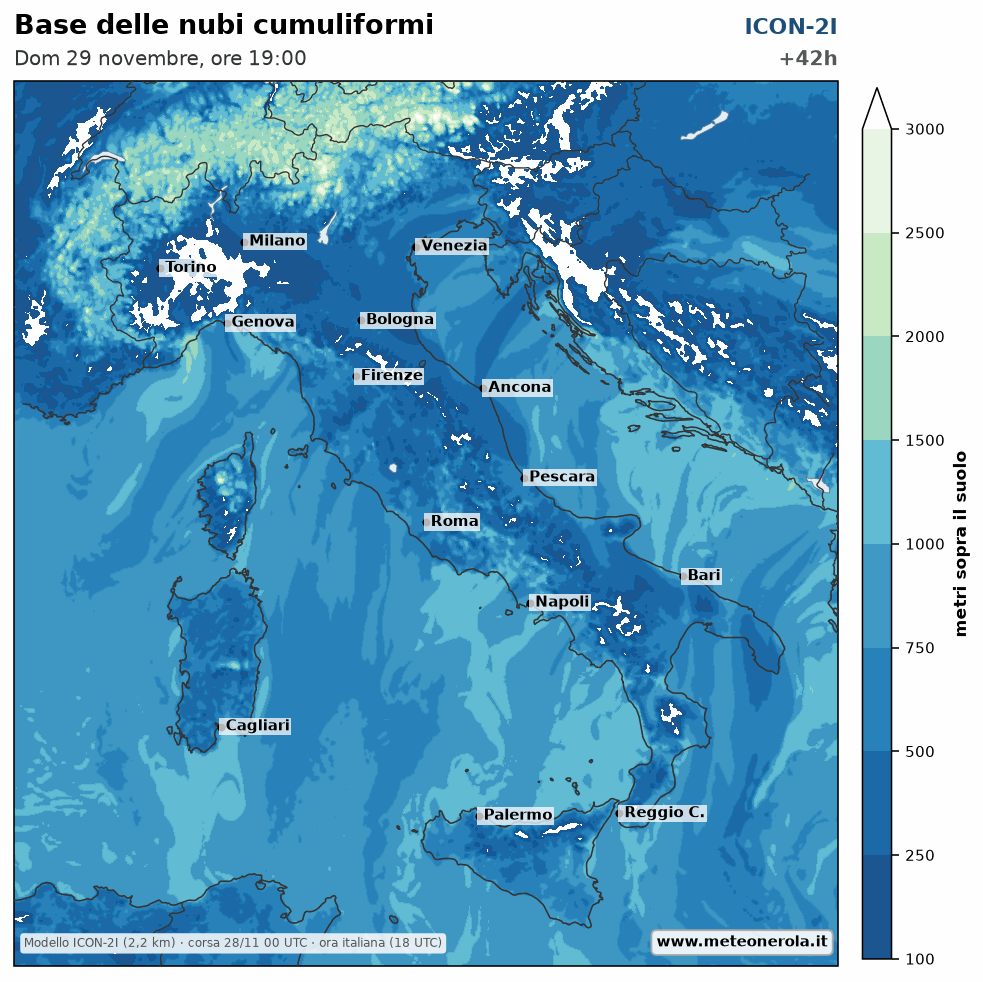 Base delle nubi cumuliformi
ICON-2I
Dom 29 novembre, ore 19:00
+42h
3000
2500
2000
1500
1000
750
500
250
100
metri sopra il suolo
Milano
Venezia
Torino
Genova
Bologna
Firenze
Ancona
Pescara
Roma
Bari
Napoli
Cagliari
Palermo
Reggio C.
Modello ICON-2I (2,2 km) · corsa 28/11 00 UTC · ora italiana (18 UTC)
www.meteonerola.it